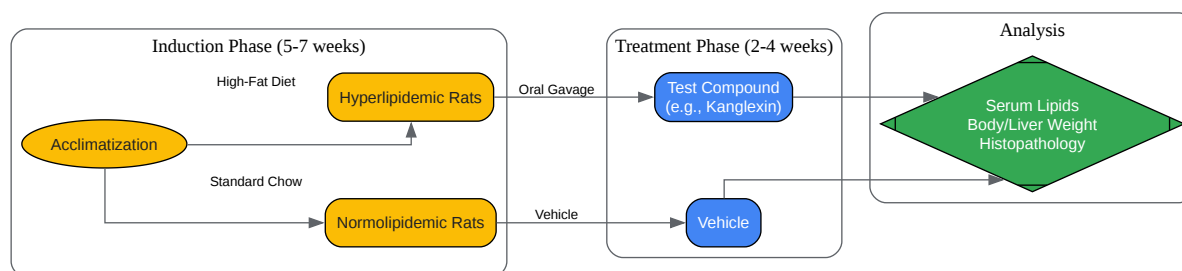 Induction Phase (5-7 weeks)
High-Fat Diet
Hyperlipidemic Rats
Acclimatization
Standard Chow
Normolipidemic Rats
Oral Gavage
Vehicle
Treatment Phase (2-4 weeks)
Test Compound
(e.g., Kanglexin)
Vehicle
Analysis
Serum Lipids
Body/Liver Weight
Histopathology